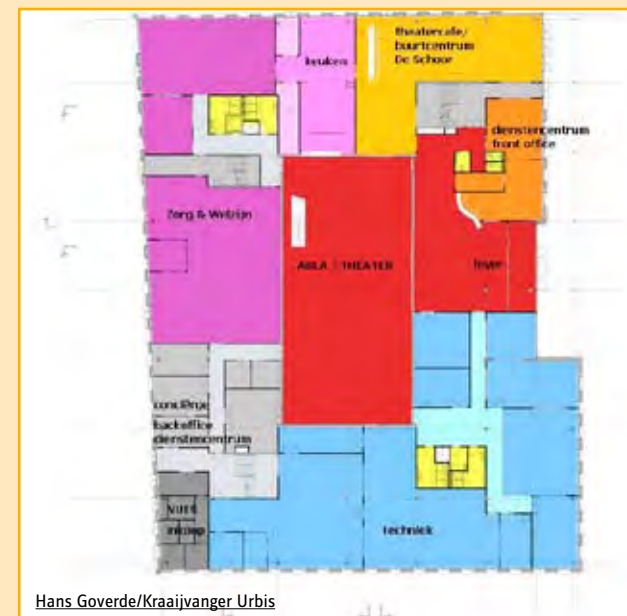 theatercafe/
buurtcentrum
De Schoor
keuken
dienstencentrum
front office
Zorg & Welzijn
AULA / THEATER
foyer
conciërge
backoffice
dienstencentrum
inkoop
techniek
Hans Goverde/Kraaijvanger Urbis